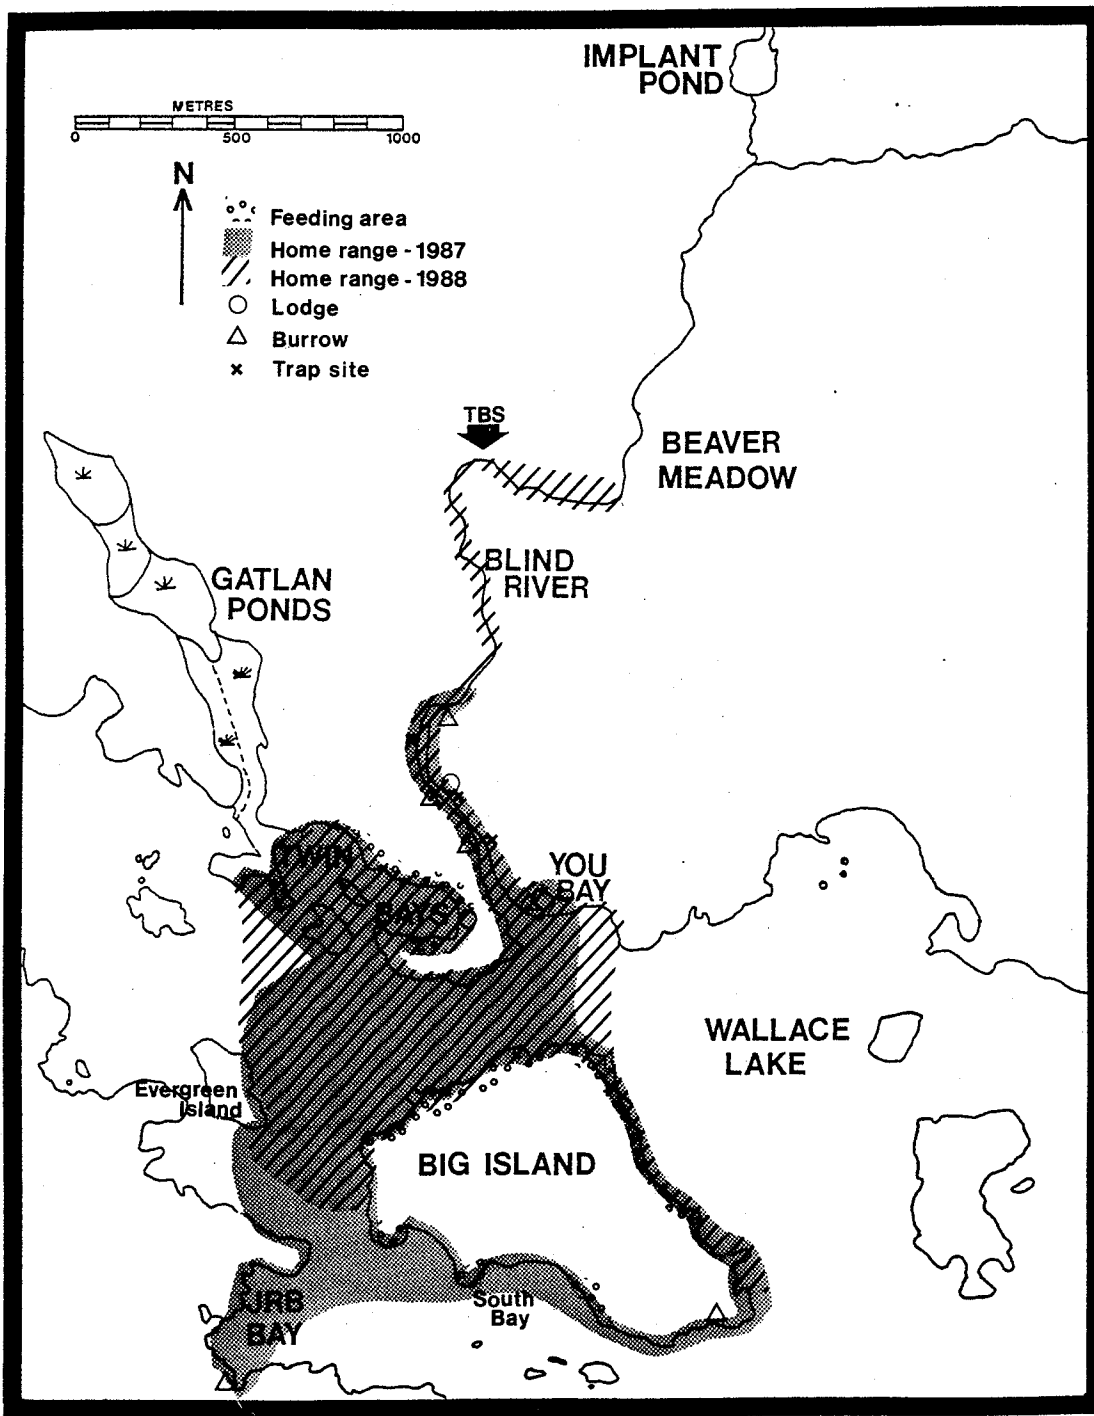 IMPLANT
POND
METRES
0 500 1000
N
Feeding area
Home range - 1987
Home range - 1988
Lodge
Burrow
Trap site
TBS
BEAVER
MEADOW
BLIND
RIVER
GATLAN
PONDS
TWIN
BAYS
YOU
BAY
WALLACE
LAKE
Evergreen
Island
BIG ISLAND
JRB
BAY
South
Bay